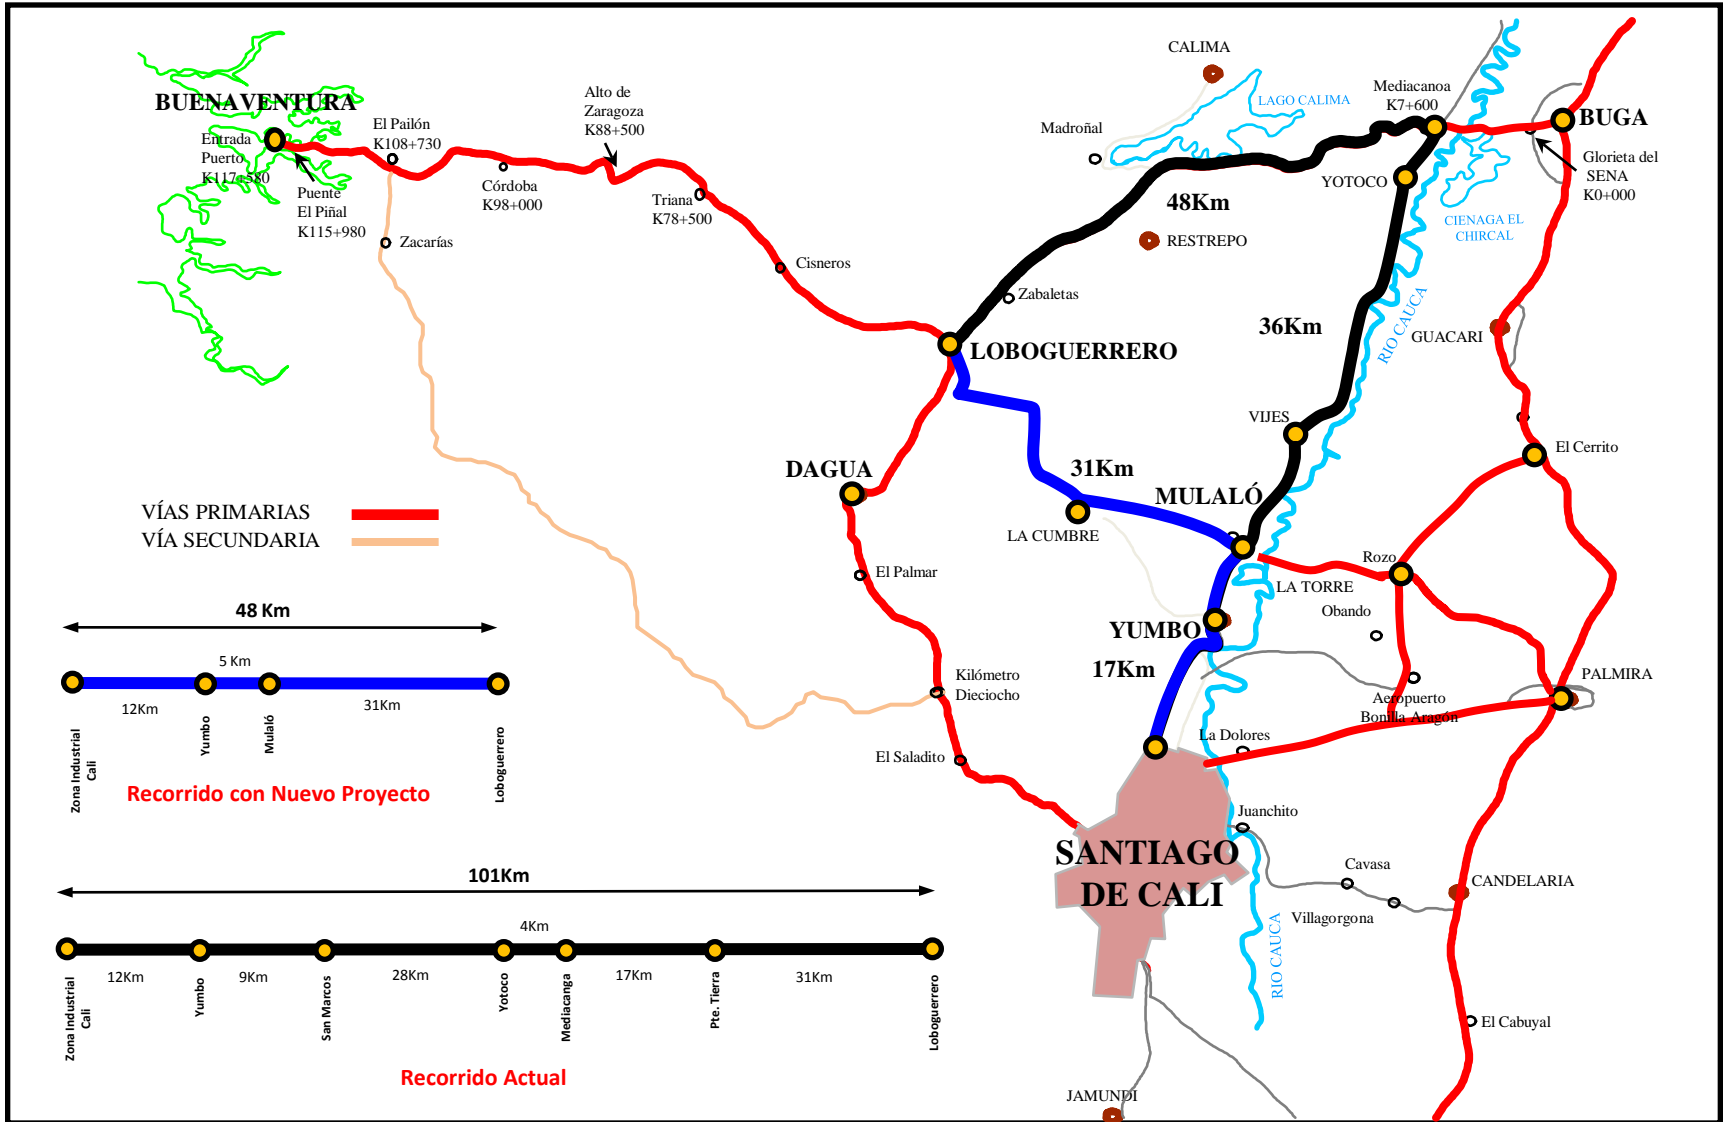 CALIMA
LAGO CALIMA
Madroñal
Mediacanoa
K7+600
BUGA
Glorieta del
SENA
K0+000
YOTOCO
CIENAGA EL
CHIRCAL
BUENAVENTURA
Entrada
Puerto
K117+580
El Pailón
K108+730
Puente
El Piñal
K115+980
Córdoba
K98+000
Alto de
Zaragoza
K88+500
Triana
K78+500
Zacarías
Cisneros
48Km
RESTREPO
Zabaletas
LOBOGUERRERO
36Km
RIO CAUCA
GUACARI
VIJES
El Cerrito
DAGUA
31Km
MULALÓ
LA CUMBRE
VÍAS PRIMARIAS
VÍA SECUNDARIA
El Palmar
Rozo
LA TORRE
Obando
YUMBO
17Km
Kilómetro
Dieciocho
PALMIRA
Aeropuerto
Bonilla Aragón
La Dolores
El Saladito
Juanchito
SANTIAGO
DE CALI
Cavasa
Villagorgona
CANDELARIA
RIO CAUCA
El Cabuyal
JAMUNDI
48 Km
5 Km
12Km
31Km
Zona Industrial
Cali
Yumbo
Mulaló
Loboguerrero
Recorrido con Nuevo Proyecto
101Km
4Km
12Km
9Km
28Km
17Km
31Km
Zona Industrial
Cali
Yumbo
San Marcos
Yotoco
Mediacanga
Pte. Tierra
Loboguerrero
Recorrido Actual